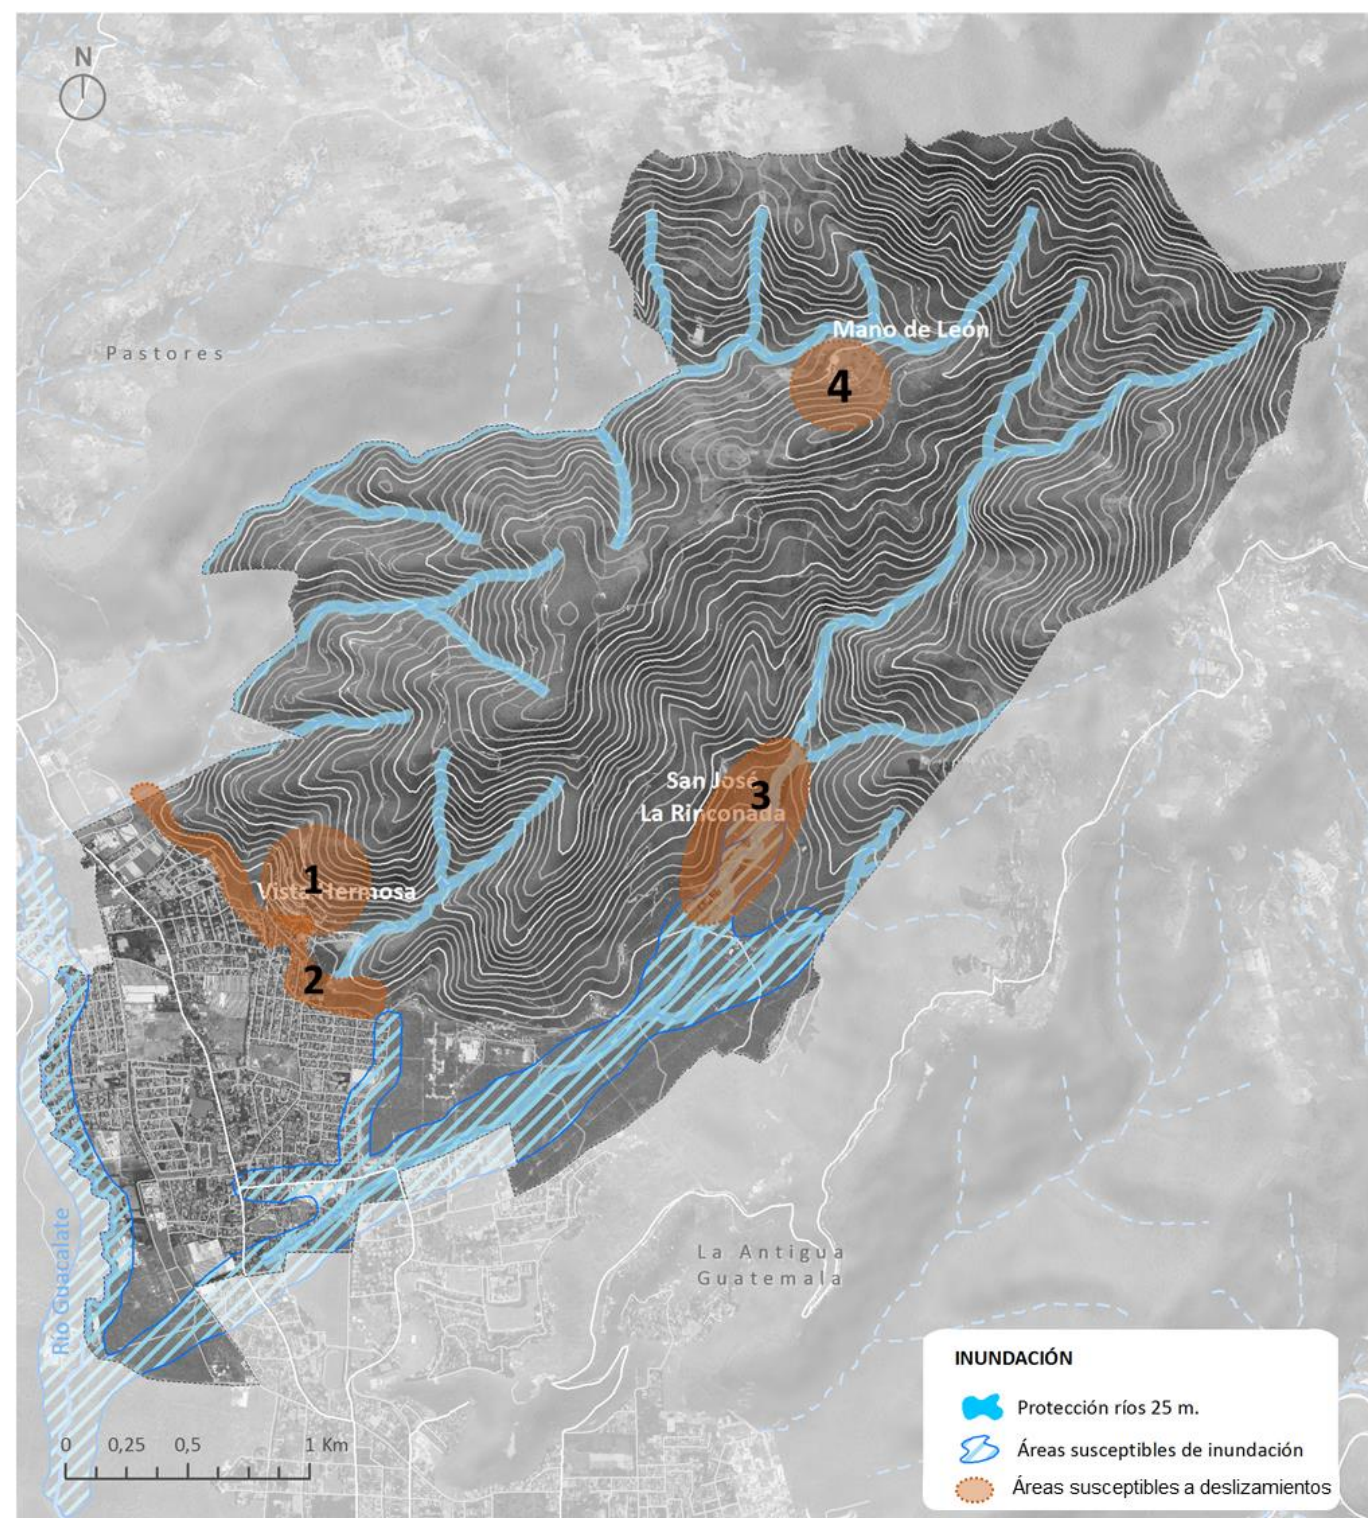 N
Pastores
Mano de León
4
San José
3
La Rinconada
1
Vista Hermosa
2
Río Guacalate
La Antigua
Guatemala
INUNDACIÓN
Protección ríos 25 m.
Áreas susceptibles de inundación
Áreas susceptibles a deslizamientos
0 0,25 0,5 1 Km